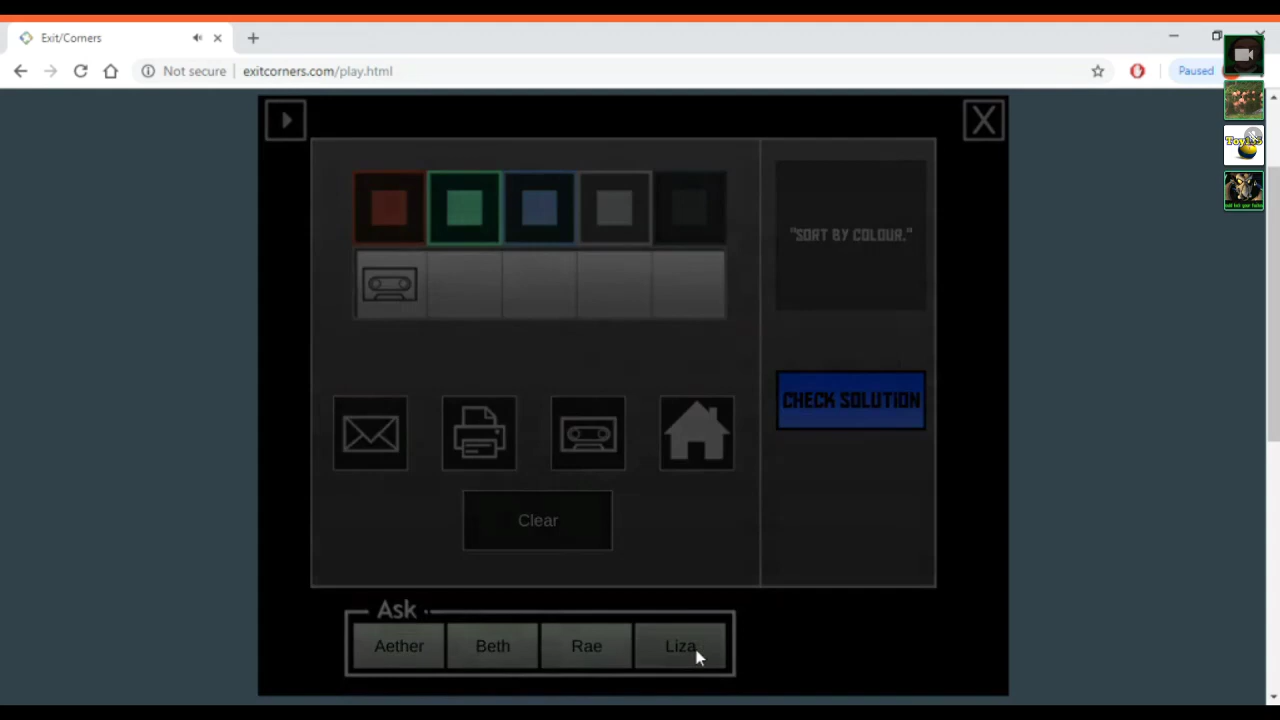 Exit/Corners
Not secure
exitcorners.com/play.html
Paused
"SORT BY COLOUR."
CHECK SOLUTION
Clear
Ask
Aether
Beth
Rae
Liza